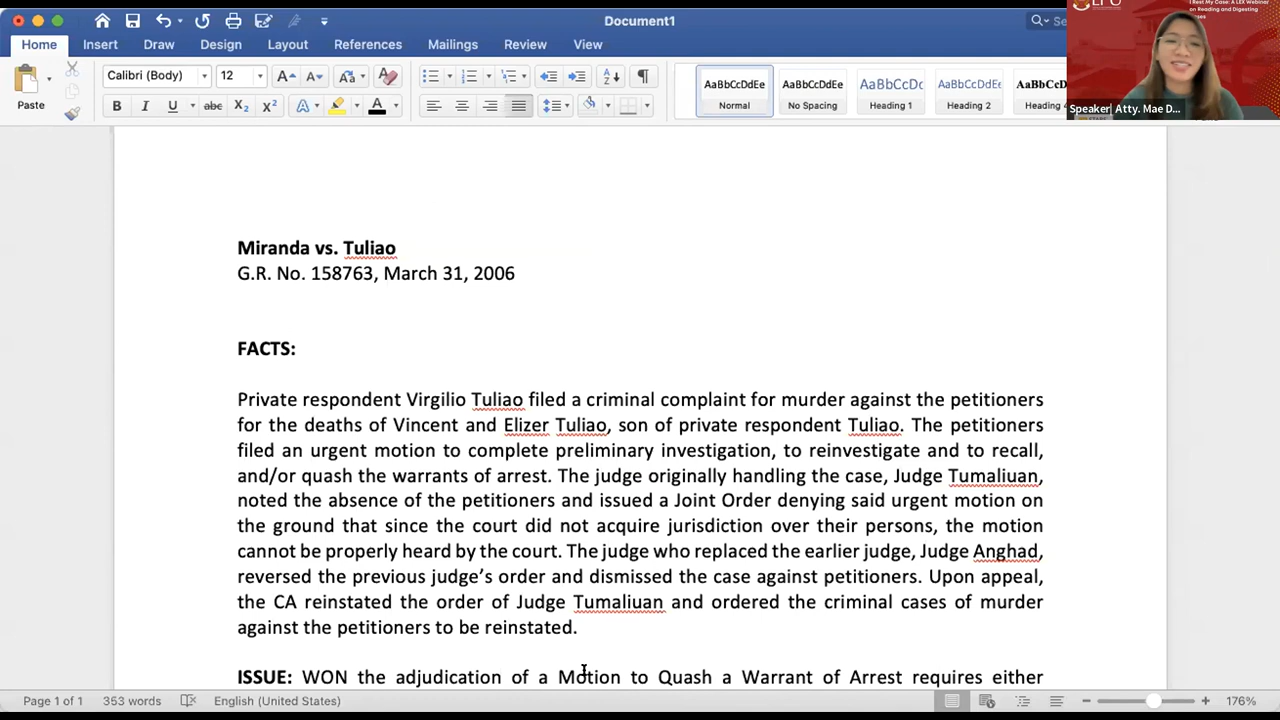 Document1
Home Insert Draw Design Layout References Mailings Review View
I Rest My Case: A LEX Webinar
on Reading and Digesting
Paste
Calibri (Body) 12
AaBbCcDdEe AaBbCcDdEe AaBbCcDc AaBbCcDdEe
Normal No Spacing Heading 1 Heading 2
Speaker| Atty. Mae D...
Miranda vs. Tuliao
G.R. No. 158763, March 31, 2006
FACTS:
Private respondent Virgilio Tuliao filed a criminal complaint for murder against the petitioners
for the deaths of Vincent and Elizer Tuliao, son of private respondent Tuliao. The petitioners
filed an urgent motion to complete preliminary investigation, to reinvestigate and to recall,
and/or quash the warrants of arrest. The judge originally handling the case, Judge Tumaliuan,
noted the absence of the petitioners and issued a Joint Order denying said urgent motion on
the ground that since the court did not acquire jurisdiction over their persons, the motion
cannot be properly heard by the court. The judge who replaced the earlier judge, Judge Anghad,
reversed the previous judge's order and dismissed the case against petitioners. Upon appeal,
the CA reinstated the order of Judge Tumaliuan and ordered the criminal cases of murder
against the petitioners to be reinstated.
ISSUE: WON the adjudication of a Motion to Quash a Warrant of Arrest requires either
Page 1 of 1 353 words English (United States) 176%